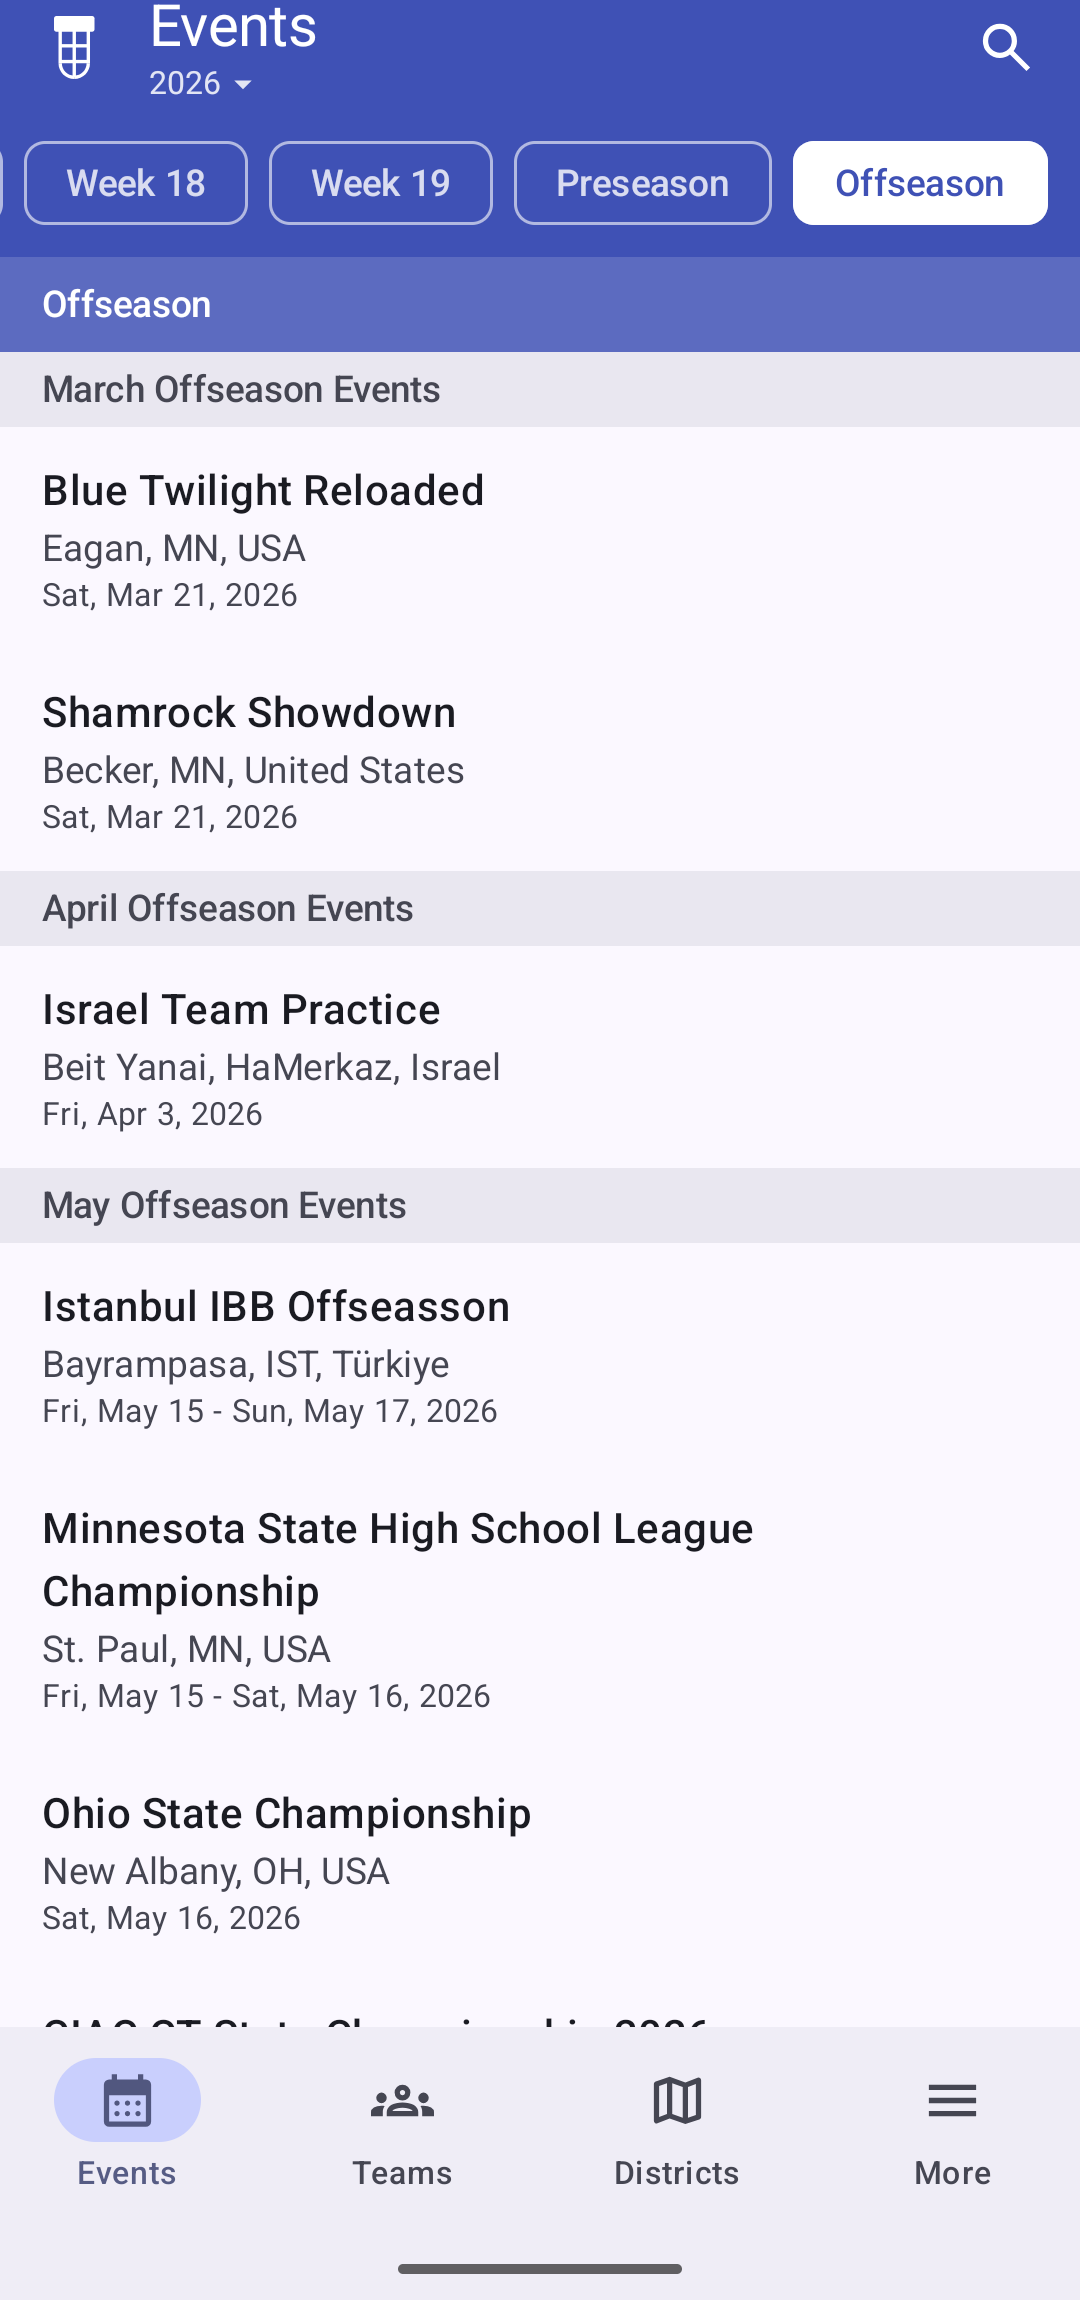 Events
2026
Week 18
Week 19
Preseason
Offseason
Offseason
March Offseason Events
Blue Twilight Reloaded
Eagan, MN, USA
Sat, Mar 21, 2026
Shamrock Showdown
Becker, MN, United States
Sat, Mar 21, 2026
April Offseason Events
Israel Team Practice
Beit Yanai, HaMerkaz, Israel
Fri, Apr 3, 2026
May Offseason Events
Istanbul IBB Offseasson
Bayrampasa, IST, Türkiye
Fri, May 15 - Sun, May 17, 2026
Minnesota State High School League
Championship
St. Paul, MN, USA
Fri, May 15 - Sat, May 16, 2026
Ohio State Championship
New Albany, OH, USA
Sat, May 16, 2026
Events
Teams
Districts
More